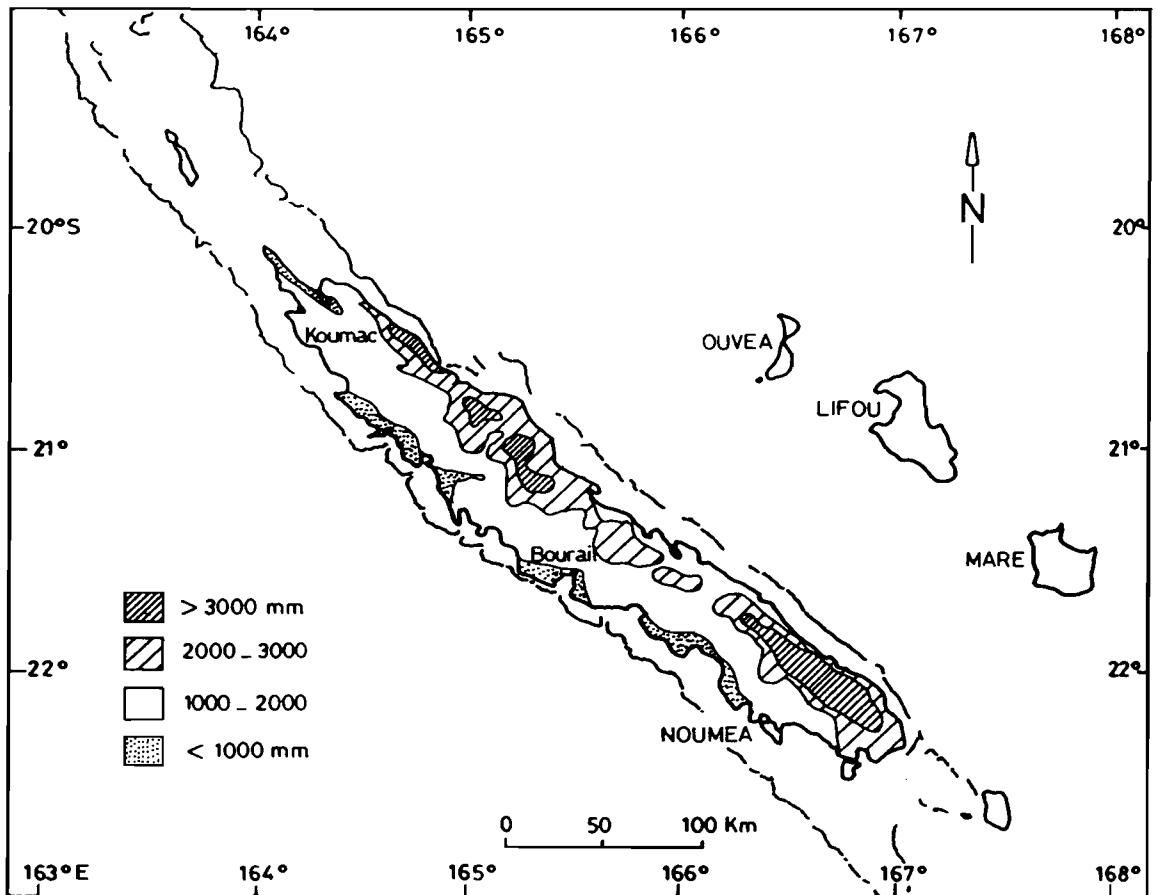 164° 165° 166° 167° 168°
N
20°S 20°
Koumac
OUVEA
LIFOU
21° 21°
Bourail
MARE
> 3000 mm
2000 _ 3000
22° 22°
1000 _ 2000
NOUMEA
< 1000 mm
0 50 100 Km
163°E 164° 165° 166° 167° 168°